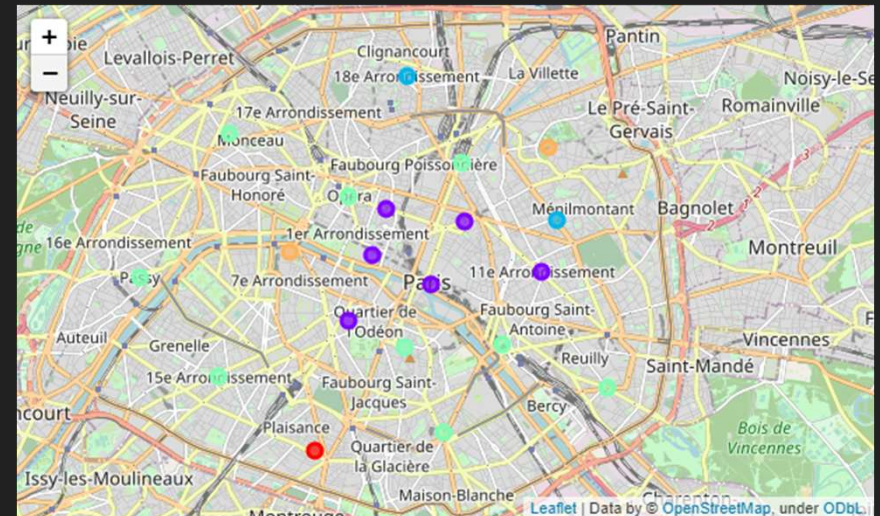 +
−
Clignancourt
Pantin
Levallois-Perret
18e Arrondissement
La Villette
Noisy-le-Se
Neuilly-sur-
Seine
17e Arrondissement
Le Pré-Saint-
Gervais
Romainville
Monceau
Faubourg Poissonnière
Faubourg Saint-
Honoré
Opéra
Ménilmontant
Bagnolet
16e Arrondissement
1er Arrondissement
Montreuil
Passy
7e Arrondissement
Paris
11e Arrondissement
Quartier de
l'Odéon
Faubourg Saint-
Antoine
Auteuil
Grenelle
Vincennes
Reuilly
Saint-Mandé
15e Arrondissement
Faubourg Saint-
Jacques
Bercy
ncourt
Plaisance
Quartier de
la Glacière
Bois de
Vincennes
Issy-les-Moulineaux
Maison-Blanche
Charenton
Montrouge
Leaflet | Data by © OpenStreetMap, under ODbL.